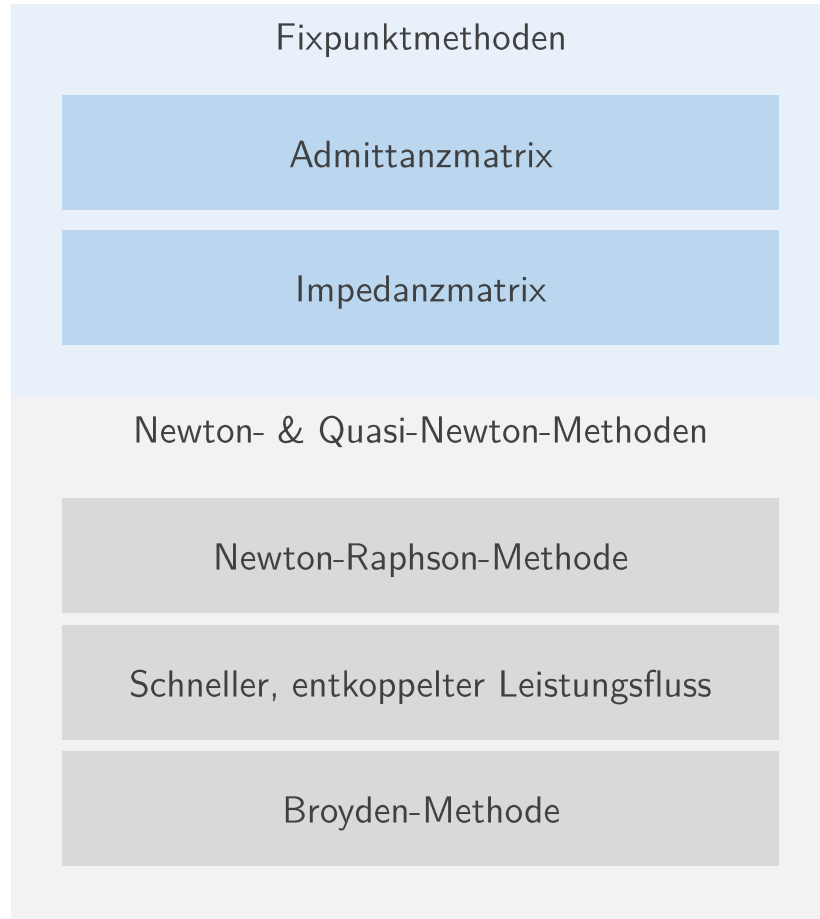 Fixpunktmethoden
Admittanzmatrix
Impedanzmatrix
Newton- & Quasi-Newton-Methoden
Newton-Raphson-Methode
Schneller, entkoppelter Leistungsfluss
Broyden-Methode